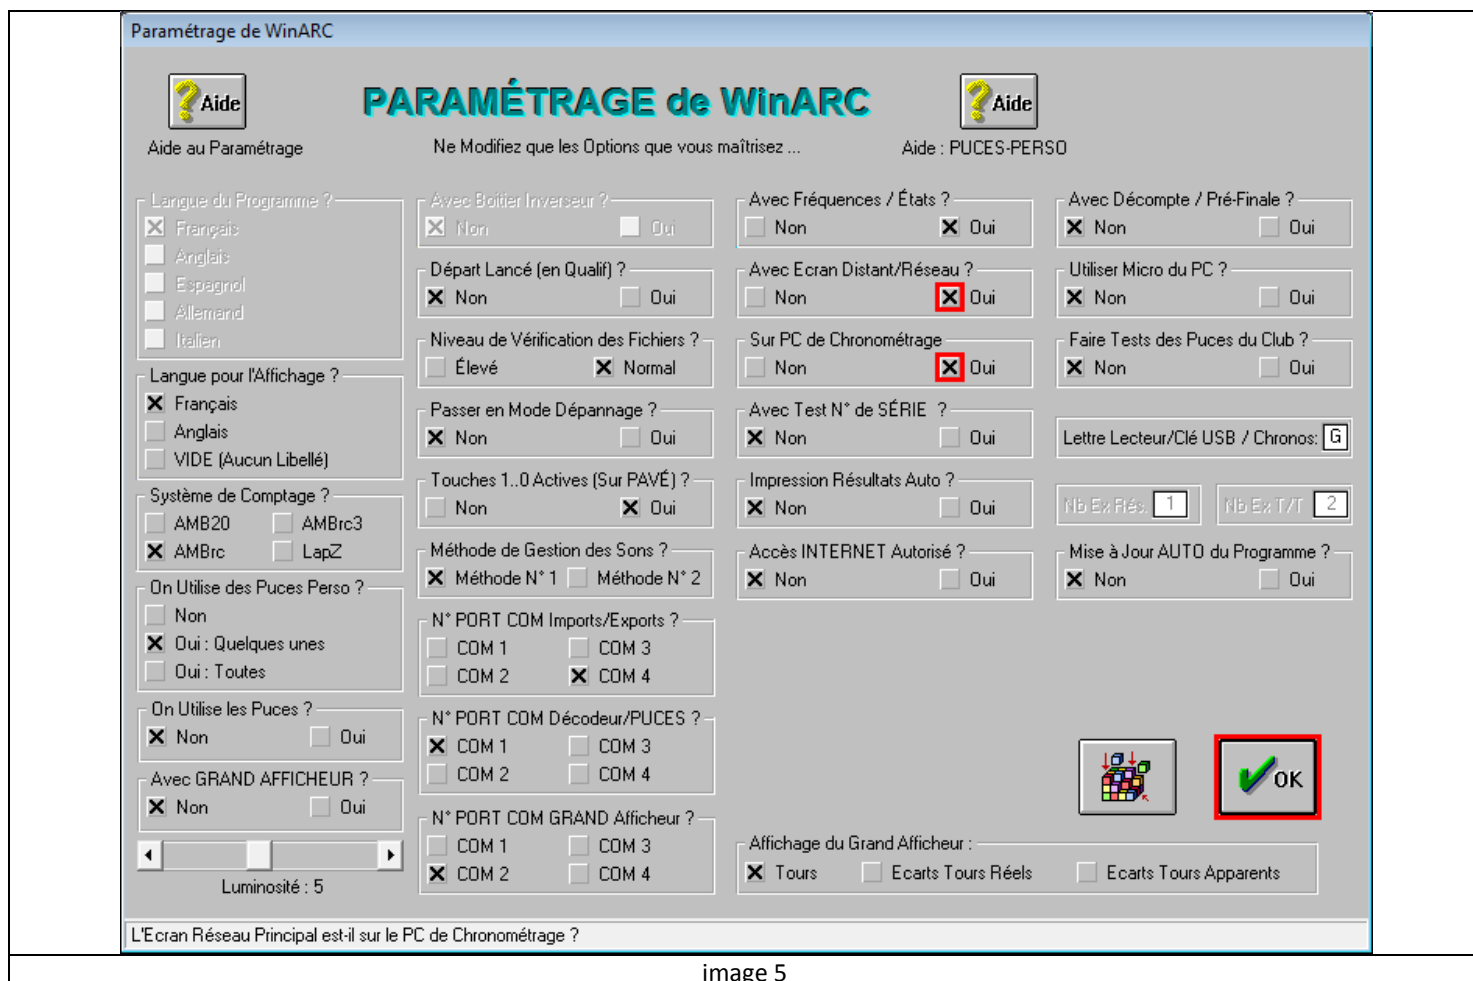 Paramétrage de WinARC
Aide
PARAMÉTRAGE de WinARC
Aide
Aide au Paramétrage
Ne Modifiez que les Options que vous maîtrisez ...
Aide : PUCES-PERSO
Langue du Programme ?
Français
Anglais
Espagnol
Allemand
Italien
Langue pour l'Affichage ?
Français
Anglais
VIDE (Aucun Libellé)
Système de Comptage ?
AMB20 AMBrc3
AMBrc LapZ
On Utilise des Puces Perso ?
Non
Oui : Quelques unes
Oui : Toutes
On Utilise les Puces ?
Non Oui
Avec GRAND AFFICHEUR ?
Non Oui
Luminosité : 5
Avec Boitier Inverseur ?
Non Oui
Départ Lancé (en Qualif) ?
Non Oui
Niveau de Vérification des Fichiers ?
Élevé Normal
Passer en Mode Dépannage ?
Non Oui
Touches 1..0 Actives (Sur PAVÉ) ?
Non Oui
Méthode de Gestion des Sons ?
Méthode N° 1 Méthode N° 2
N° PORT COM Imports/Exports ?
COM 1 COM 3
COM 2 COM 4
N° PORT COM Décodeur/PUCES ?
COM 1 COM 3
COM 2 COM 4
N° PORT COM GRAND Afficheur ?
COM 1 COM 3
COM 2 COM 4
Avec Fréquences / États ?
Non Oui
Avec Ecran Distant/Réseau ?
Non Oui
Sur PC de Chronométrage
Non Oui
Avec Test N° de SÉRIE ?
Non Oui
Impression Résultats Auto ?
Non Oui
Accès INTERNET Autorisé ?
Non Oui
Avec Décompte / Pré-Finale ?
Non Oui
Utiliser Micro du PC ?
Non Oui
Faire Tests des Puces du Club ?
Non Oui
Lettre Lecteur/Clé USB / Chronos: G
Nb Ex Rés. 1 Nb Ex T/T 2
Mise à Jour AUTO du Programme ?
Non Oui
OK
Affichage du Grand Afficheur :
Tours Ecarts Tours Réels Ecarts Tours Apparents
L'Ecran Réseau Principal est-il sur le PC de Chronométrage ?
image 5